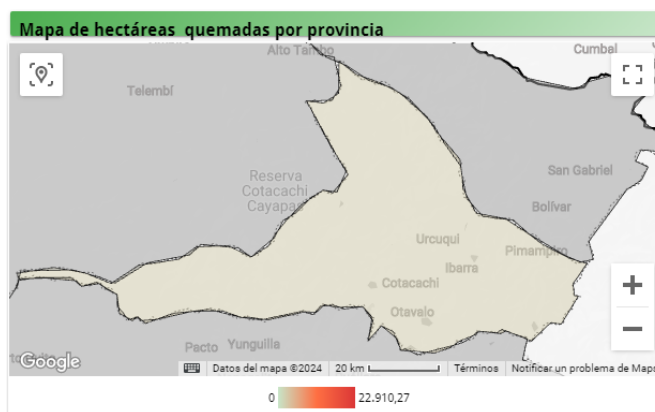 Mapa de hectáreas quemadas por provincia
Alto Tambo
Cumbal
Telembí
Reserva
Cotacachi
Cayapas
San Gabriel
Bolívar
Urcuqui
Pimampiro
Ibarra
Cotacachi
Otavalo
Pacto
Yunguilla
Google
Datos del mapa ©2024
20 km
Términos
Notificar un problema de Maps
0
22.910,27